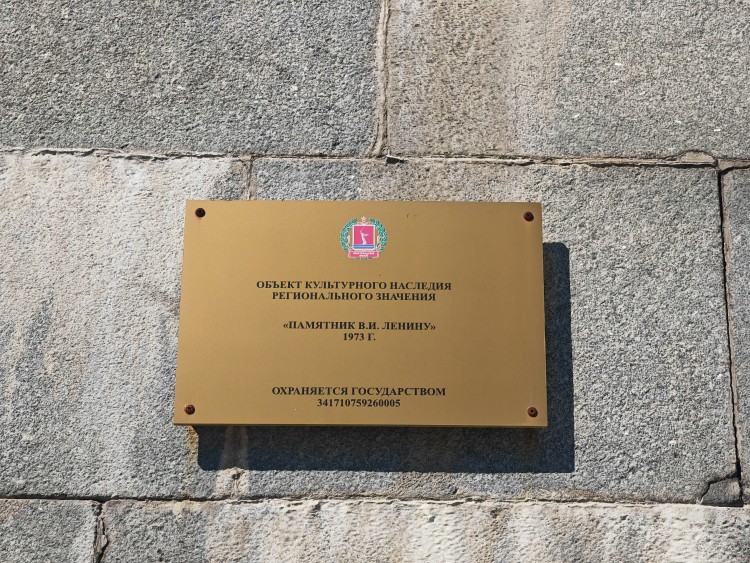 ОБЪЕКТ КУЛЬТУРНОГО НАСЛЕДИЯ
РЕГИОНАЛЬНОГО ЗНАЧЕНИЯ
«ПАМЯТНИК В.И. ЛЕНИНУ»
1973 Г.
ОХРАНЯЕТСЯ ГОСУДАРСТВОМ
341710759260005